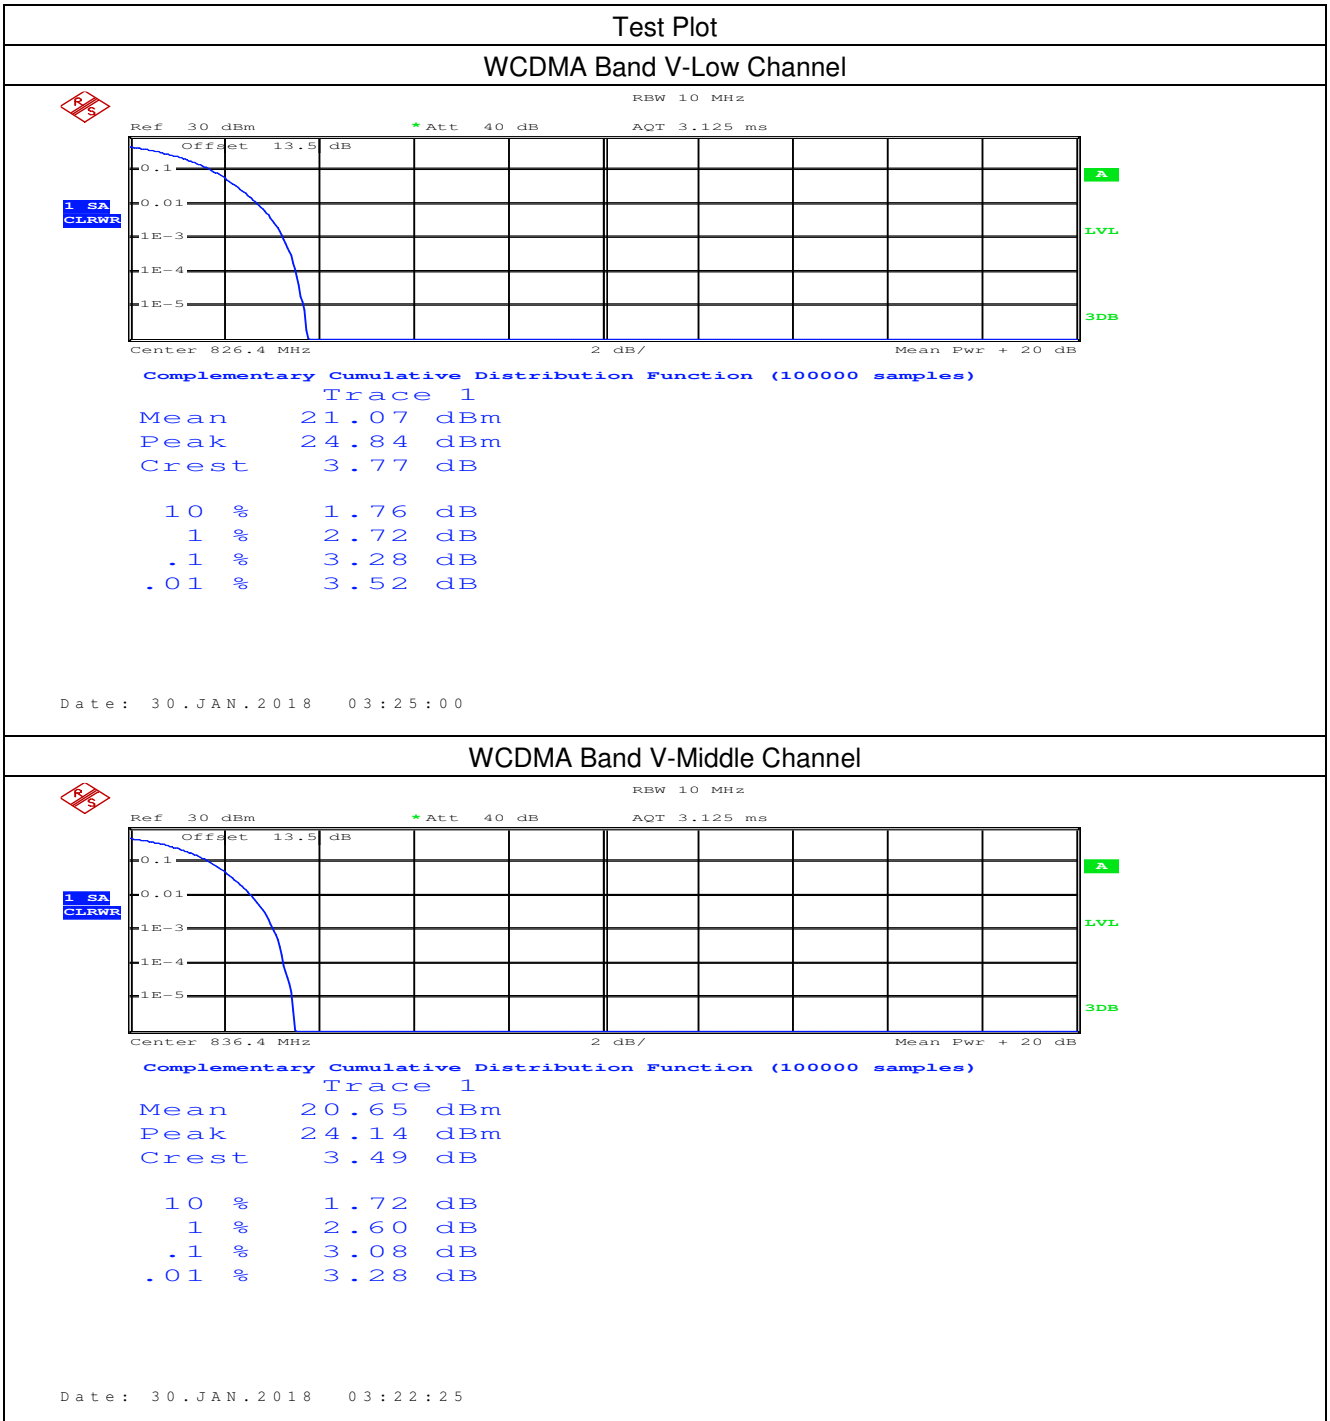 Test Plot
WCDMA Band V-Low Channel
R S
RBW 10 MHz
Ref 30 dBm *Att 40 dB AQT 3.125 ms
Offset 13.5 dB
0.1
A
1 SA
CLRWR
0.01
1E-3
LVL
1E-4
1E-5
3DB
Center 826.4 MHz 2 dB/ Mean Pwr + 20 dB
Complementary Cumulative Distribution Function (100000 samples)
Trace 1
Mean 21.07 dBm
Peak 24.84 dBm
Crest 3.77 dB
10 % 1.76 dB
1 % 2.72 dB
.1 % 3.28 dB
.01 % 3.52 dB
Date: 30.JAN.2018 03:25:00
WCDMA Band V-Middle Channel
R S
RBW 10 MHz
Ref 30 dBm *Att 40 dB AQT 3.125 ms
Offset 13.5 dB
0.1
A
1 SA
CLRWR
0.01
1E-3
LVL
1E-4
1E-5
3DB
Center 836.4 MHz 2 dB/ Mean Pwr + 20 dB
Complementary Cumulative Distribution Function (100000 samples)
Trace 1
Mean 20.65 dBm
Peak 24.14 dBm
Crest 3.49 dB
10 % 1.72 dB
1 % 2.60 dB
.1 % 3.08 dB
.01 % 3.28 dB
Date: 30.JAN.2018 03:22:25